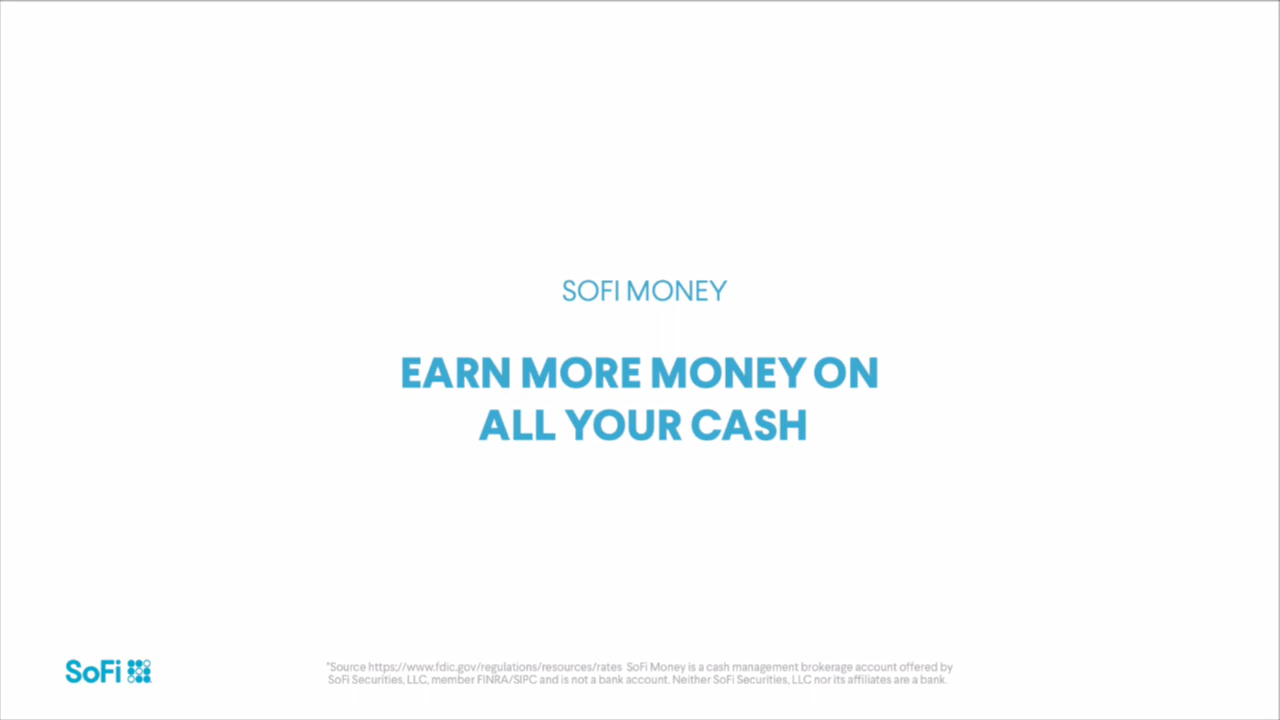 SOFI MONEY
EARN MORE MONEY ON
ALL YOUR CASH
SoFi
*Source https://www.fdic.gov/regulations/resources/rates SoFi Money is a cash management brokerage account offered by
SoFi Securities, LLC, member FINRA/SIPC and is not a bank account. Neither SoFi Securities, LLC nor its affiliates are a bank.